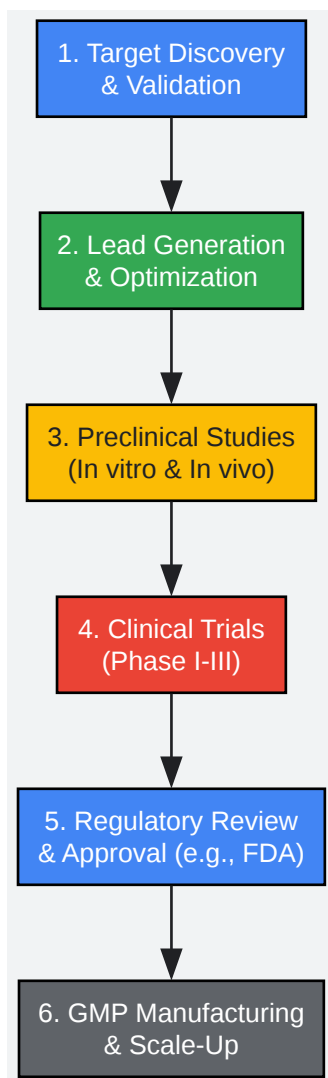 1. Target Discovery
& Validation
2. Lead Generation
& Optimization
3. Preclinical Studies
(In vitro & In vivo)
4. Clinical Trials
(Phase I-III)
5. Regulatory Review
& Approval (e.g., FDA)
6. GMP Manufacturing
& Scale-Up